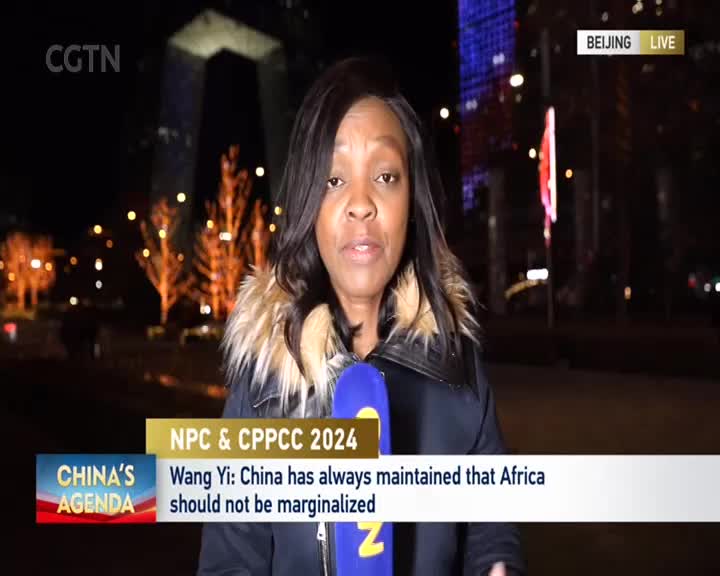 CGTN
BEIJING LIVE
NPC & CPPCC 2024
CHINA'S
AGENDA
Wang Yi: China has always maintained that Africa
should not be marginalized